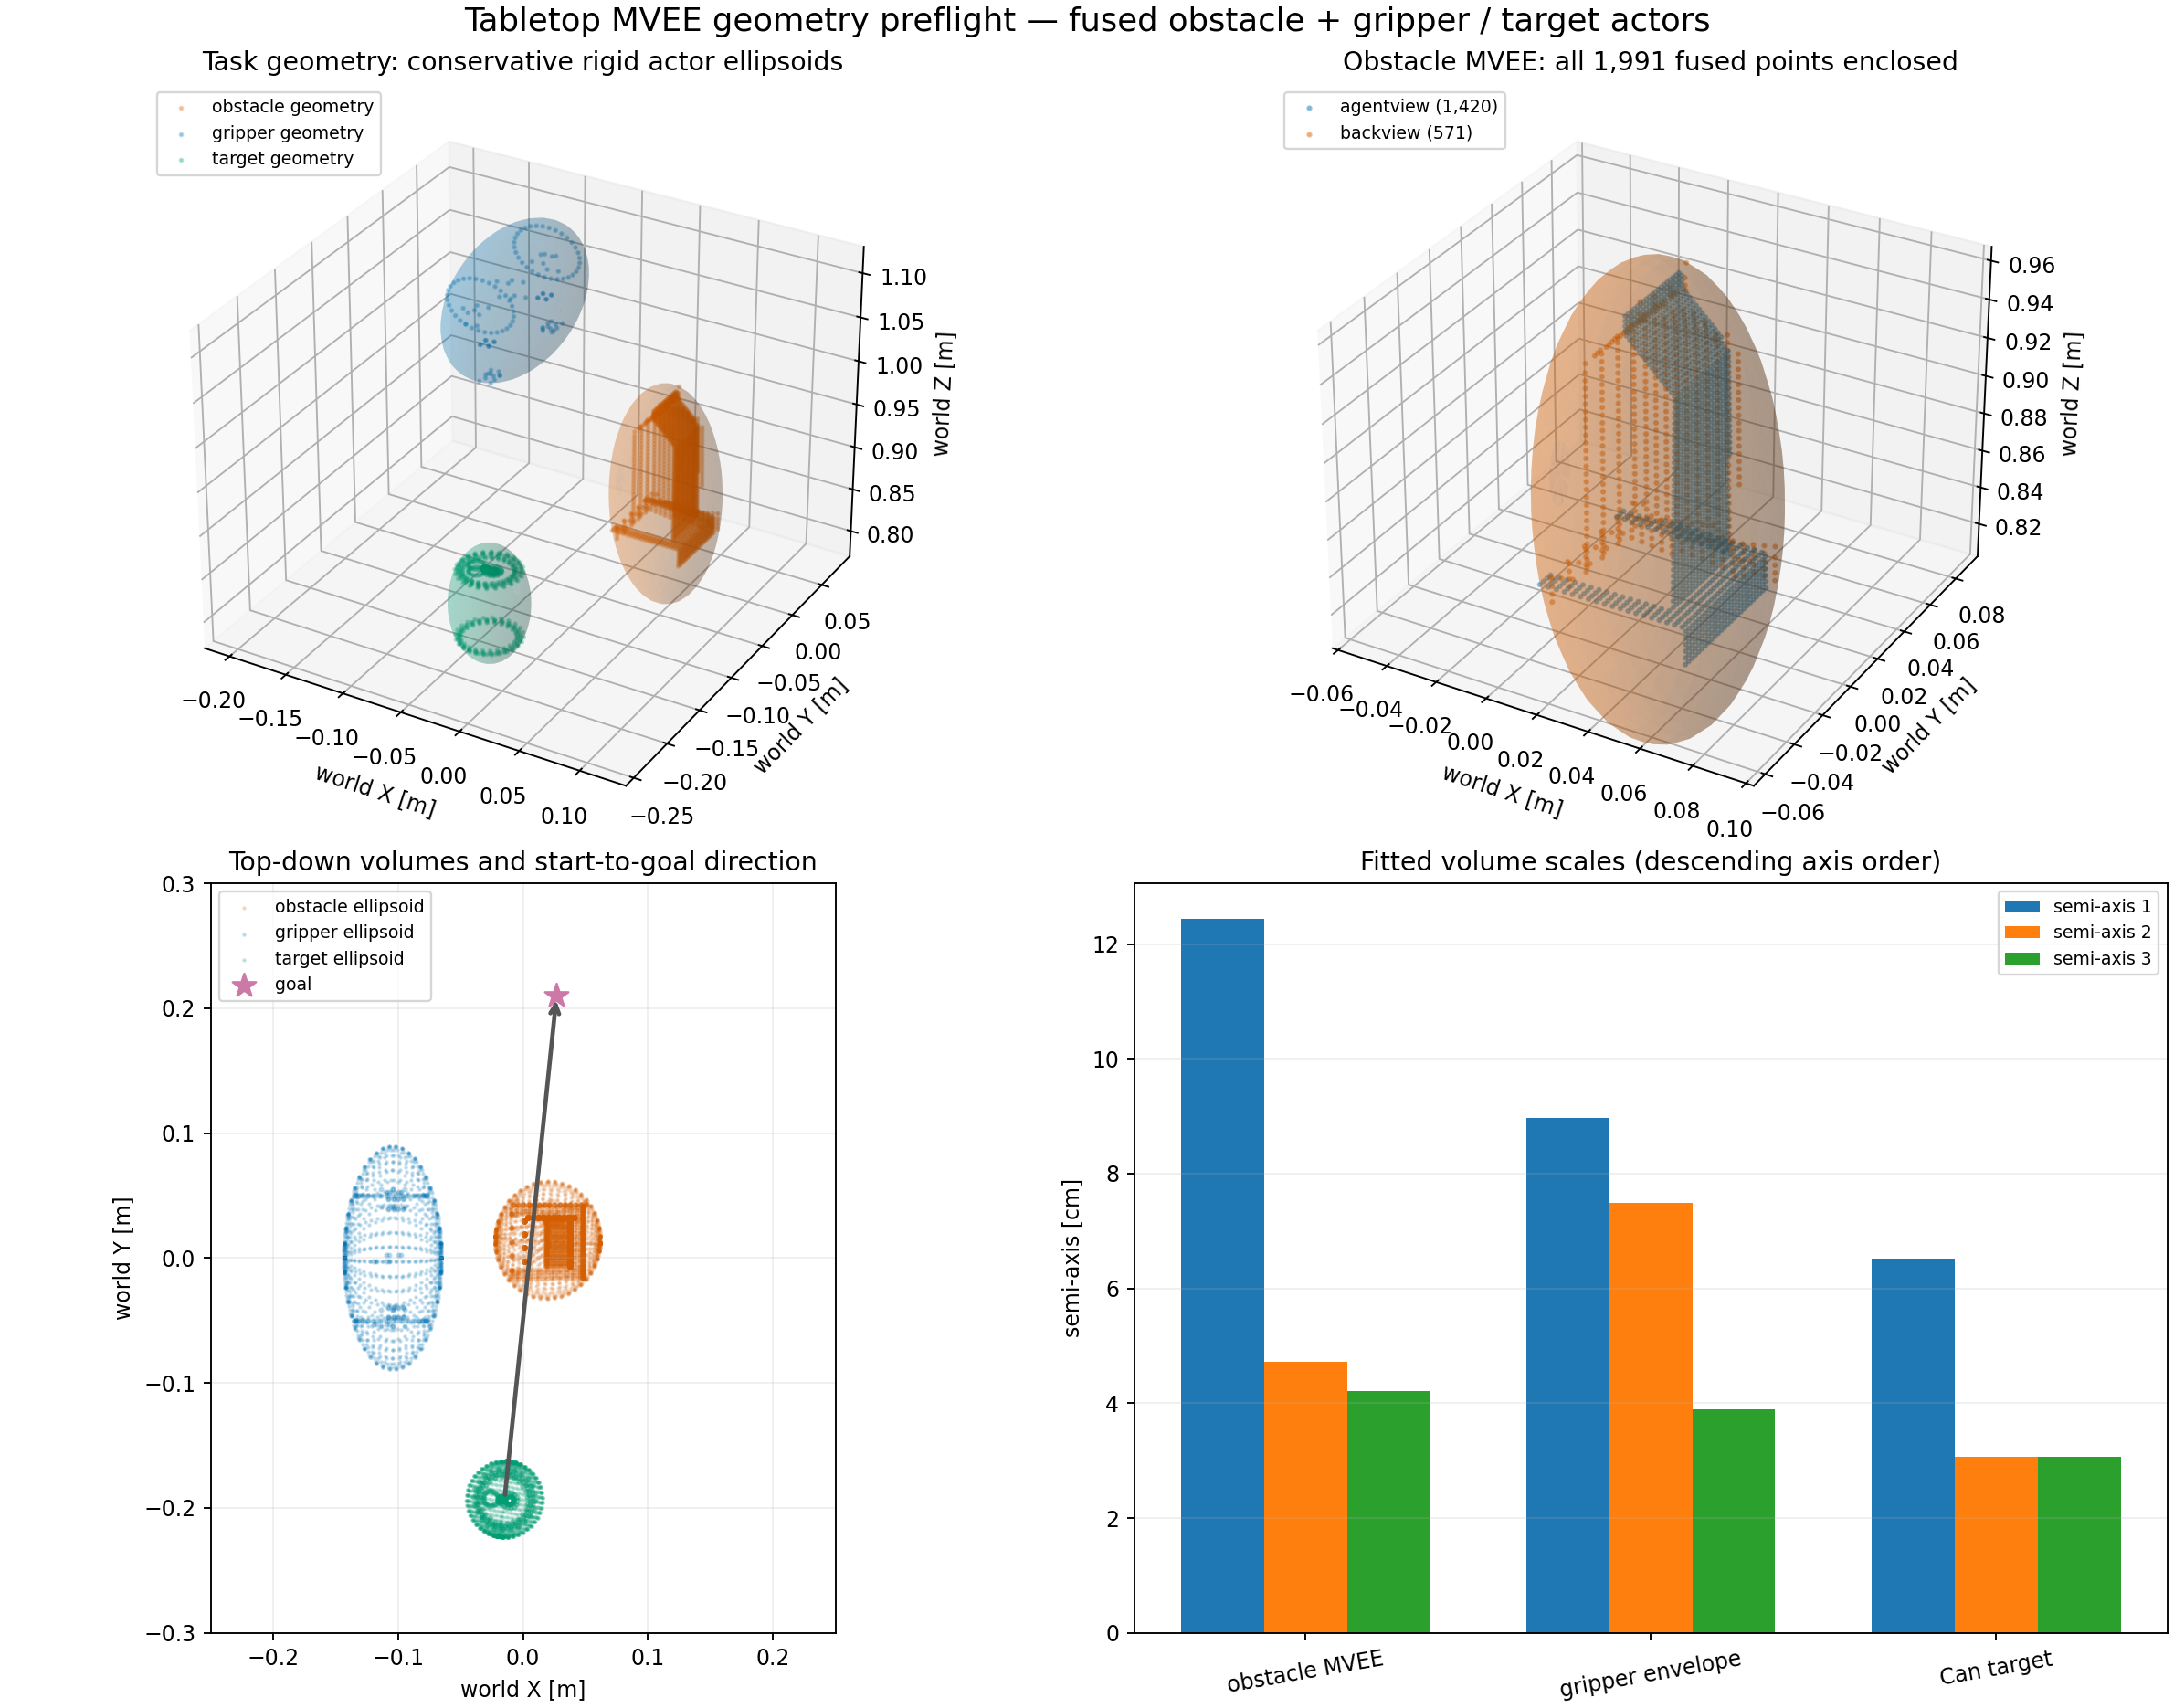 Tabletop MVEE geometry preflight — fused obstacle + gripper / target actors
Task geometry: conservative rigid actor ellipsoids
obstacle geometry
gripper geometry
target geometry
1.10
1.05
1.00
0.95
0.90
0.85
0.80
world Z [m]
0.05
0.00
−0.05
−0.10
−0.15
−0.20
−0.25
world Y [m]
−0.20
−0.15
−0.10
−0.05
0.00
0.05
0.10
world X [m]
Obstacle MVEE: all 1,991 fused points enclosed
agentview (1,420)
backview (571)
0.96
0.94
0.92
0.90
0.88
0.86
0.84
0.82
world Z [m]
0.08
0.06
0.04
0.02
0.00
−0.02
−0.04
−0.06
world Y [m]
−0.06
−0.04
−0.02
0.00
0.02
0.04
0.06
0.08
0.10
world X [m]
Top-down volumes and start-to-goal direction
obstacle ellipsoid
gripper ellipsoid
target ellipsoid
goal
0.3
0.2
0.1
0.0
−0.1
−0.2
−0.3
world Y [m]
−0.2
−0.1
0.0
0.1
0.2
world X [m]
Fitted volume scales (descending axis order)
semi-axis 1
semi-axis 2
semi-axis 3
12
10
8
6
4
2
0
semi-axis [cm]
obstacle MVEE
gripper envelope
Can target